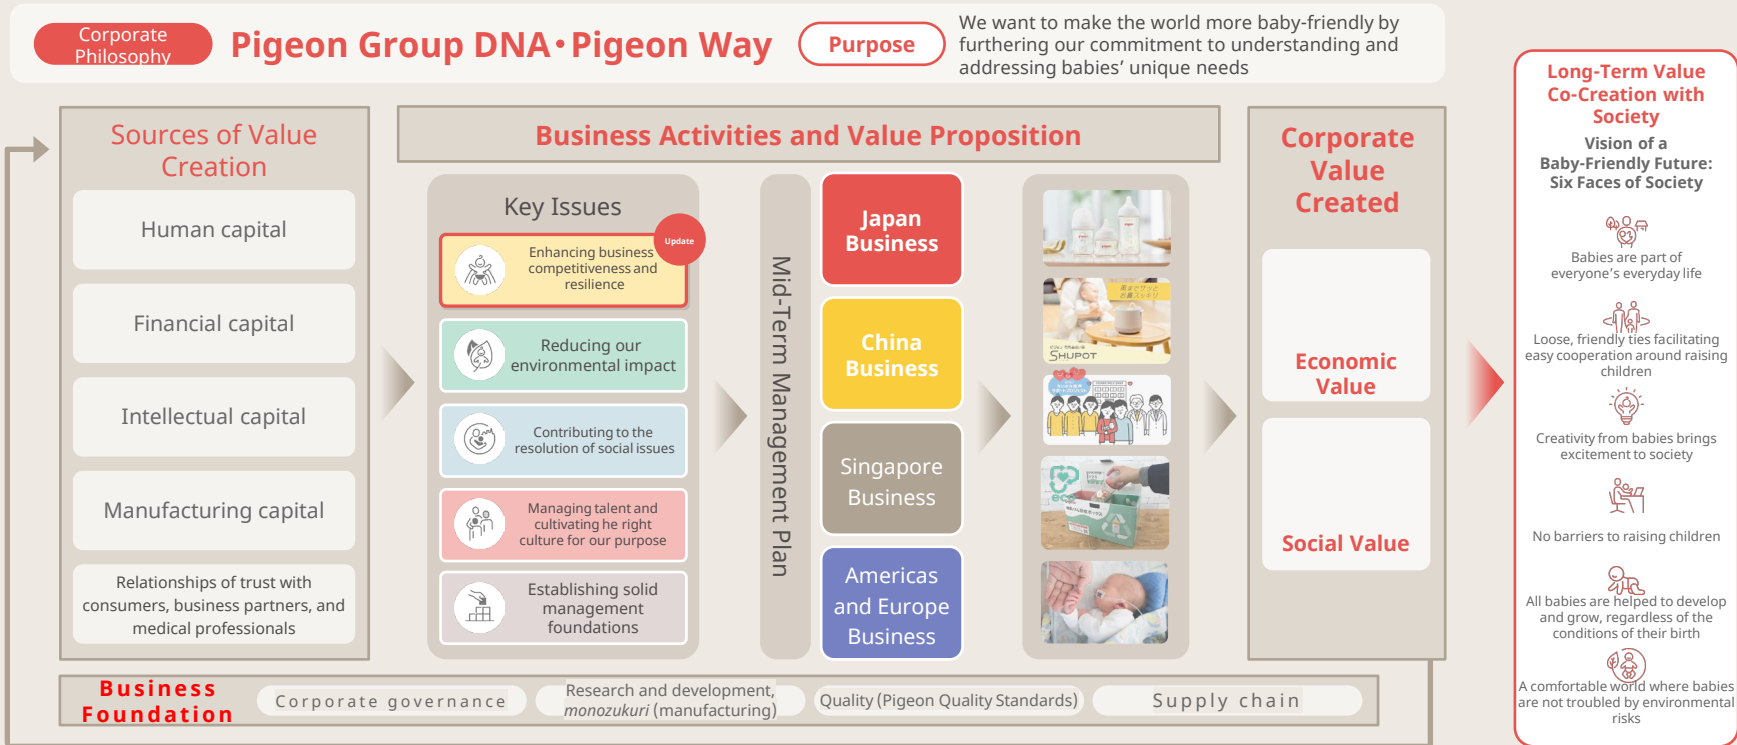 Corporate
Philosophy
Pigeon Group DNA・Pigeon Way
Purpose
We want to make the world more baby-friendly by
furthering our commitment to understanding and
addressing babies’ unique needs
Sources of Value
Creation
Human capital
Financial capital
Intellectual capital
Manufacturing capital
Relationships of trust with
consumers, business partners, and
medical professionals
Business Activities and Value Proposition
Key Issues
Update
Enhancing business
competitiveness and
resilience
Reducing our
environmental impact
Contributing to the
resolution of social issues
Managing talent and
cultivating he right
culture for our purpose
Establishing solid
management
foundations
Mid-Term Management Plan
Japan
Business
China
Business
Singapore
Business
Americas
and Europe
Business
SHUPOT
eco
Corporate
Value
Created
Economic
Value
Social Value
Business
Foundation
Corporate governance
Research and development,
monozukuri (manufacturing)
Quality (Pigeon Quality Standards)
Supply chain
Long-Term Value
Co-Creation with
Society
Vision of a
Baby-Friendly Future:
Six Faces of Society
Babies are part of
everyone’s everyday life
Loose, friendly ties facilitating
easy cooperation around raising
children
Creativity from babies brings
excitement to society
No barriers to raising children
All babies are helped to develop
and grow, regardless of the
conditions of their birth
A comfortable world where babies
are not troubled by environmental
risks